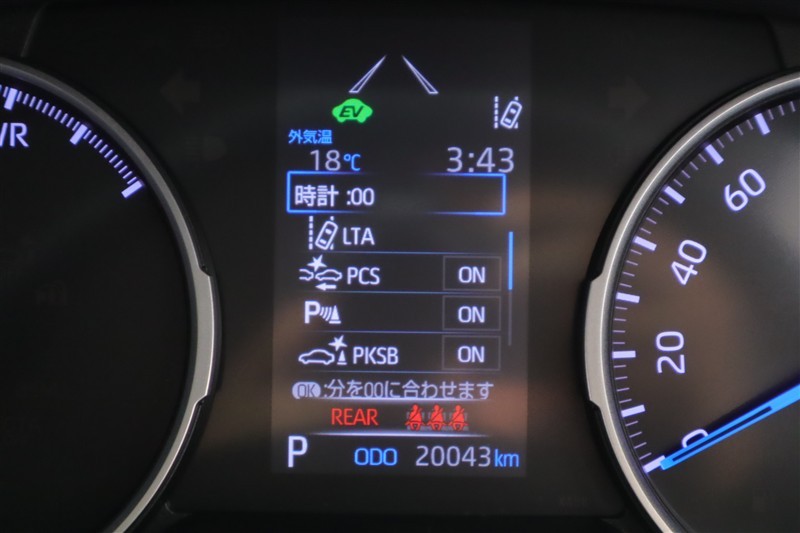 EV
外気温
18℃ 3:43
時計 :00
LTA
PCS ON
P ON
PKSB ON
OK :分を00に合わせます
REAR
P ODO 20043km
WR
60
40
20
0